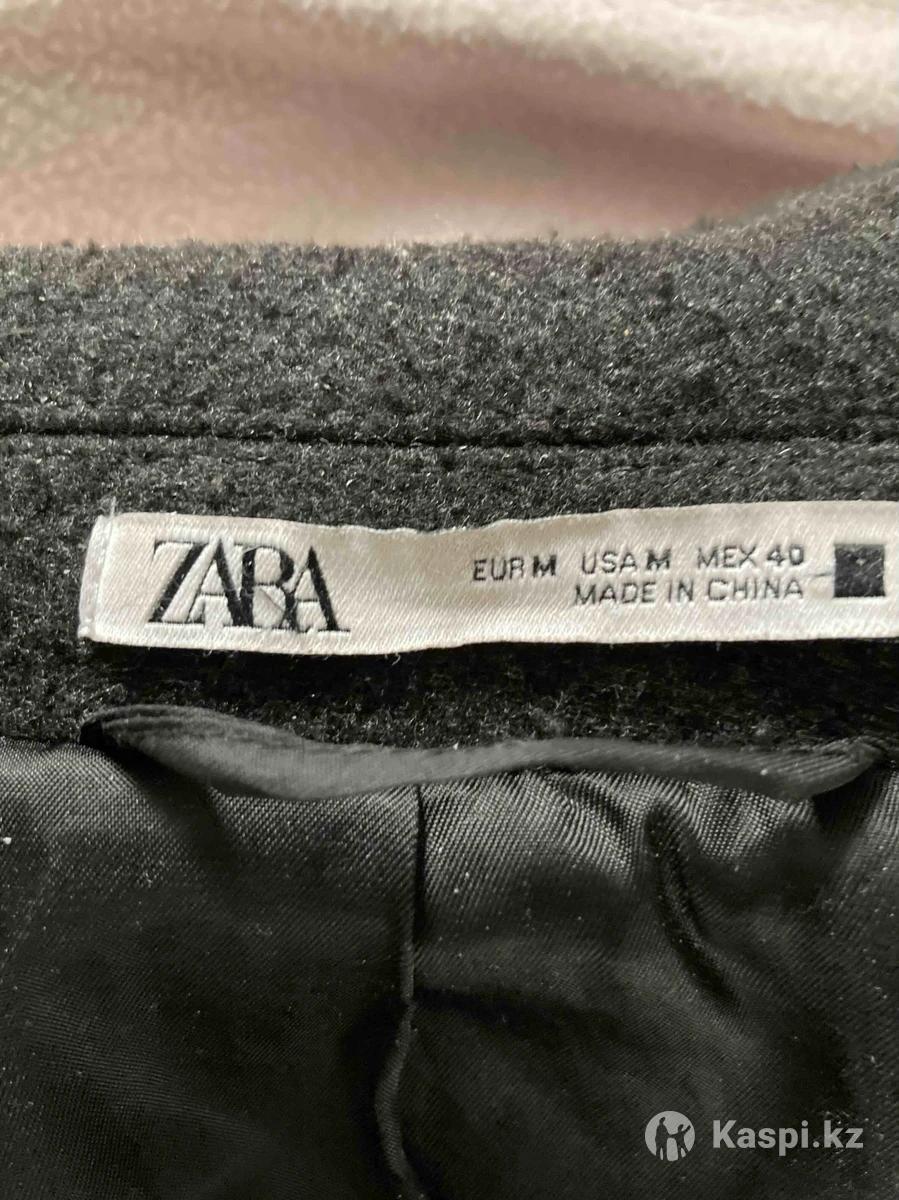 ZARA
EUR M USA M MEX 40
MADE IN CHINA
Kaspi.kz